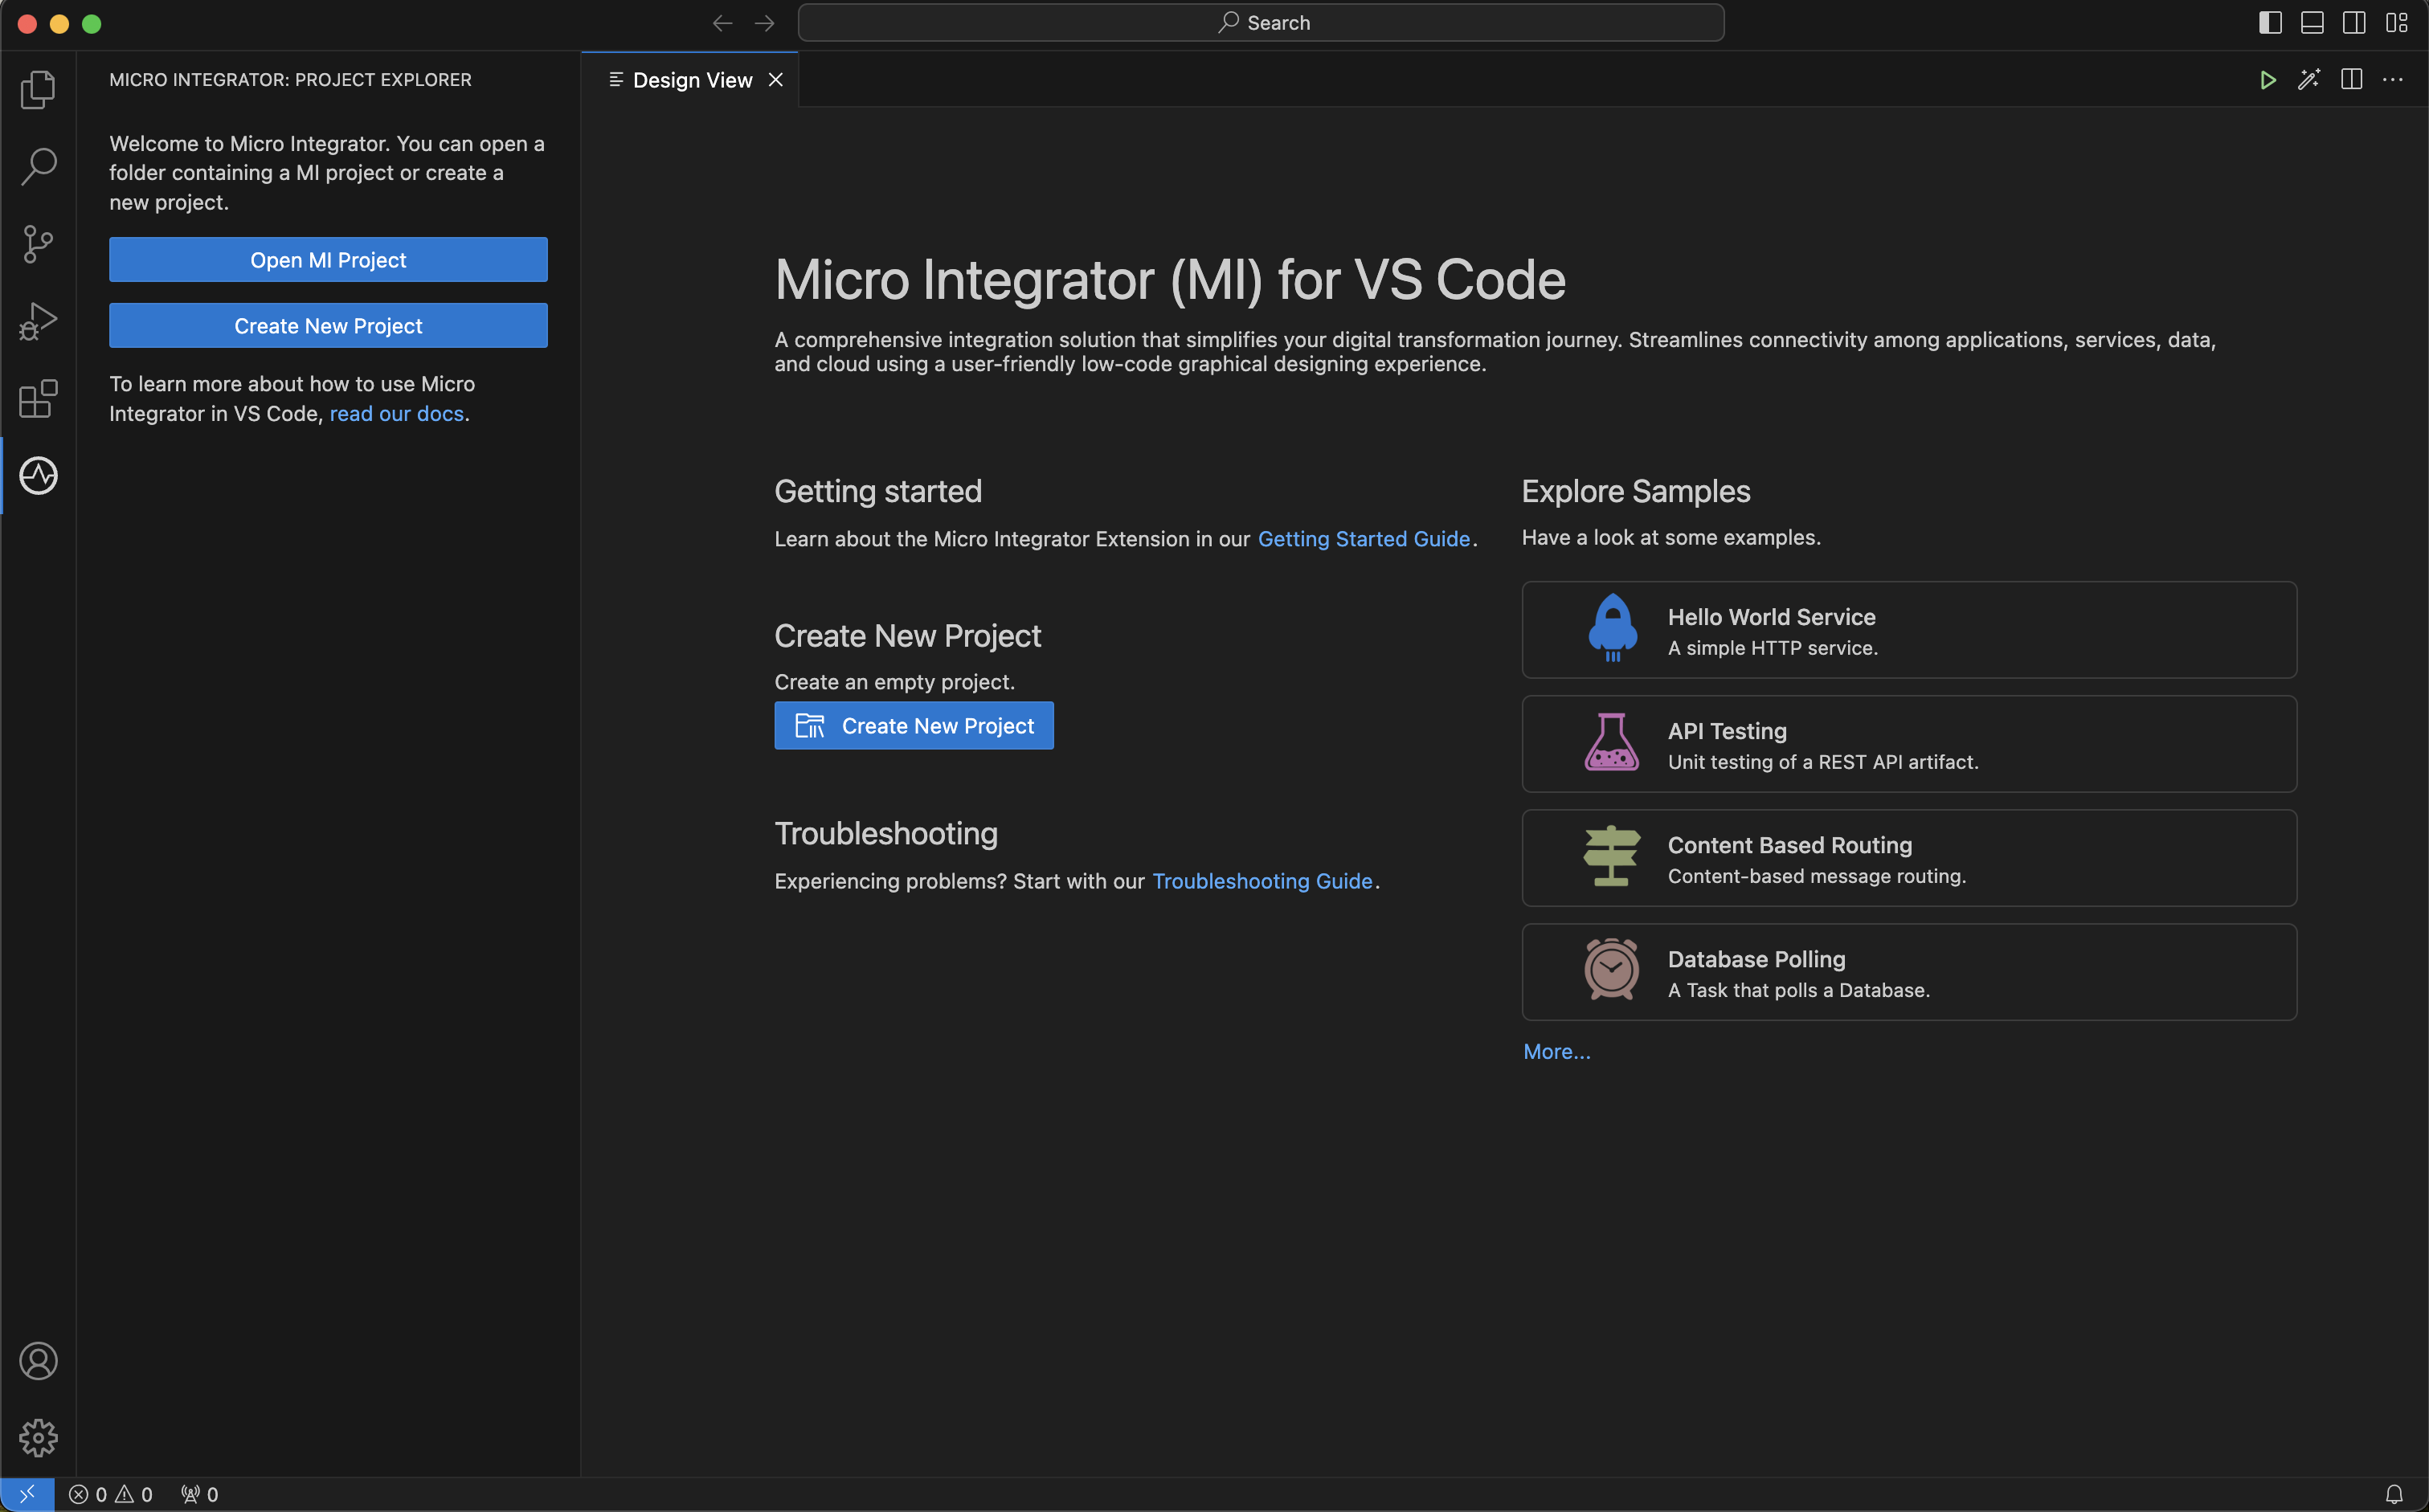 Search
MICRO INTEGRATOR: PROJECT EXPLORER
Welcome to Micro Integrator. You can open a
folder containing a MI project or create a
new project.
Open MI Project
Create New Project
To learn more about how to use Micro
Integrator in VS Code, read our docs.
Design View
Micro Integrator (MI) for VS Code
A comprehensive integration solution that simplifies your digital transformation journey. Streamlines connectivity among applications, services, data,
and cloud using a user-friendly low-code graphical designing experience.
Getting started
Learn about the Micro Integrator Extension in our Getting Started Guide.
Create New Project
Create an empty project.
Create New Project
Troubleshooting
Experiencing problems? Start with our Troubleshooting Guide.
Explore Samples
Have a look at some examples.
Hello World Service
A simple HTTP service.
API Testing
Unit testing of a REST API artifact.
Content Based Routing
Content-based message routing.
Database Polling
A Task that polls a Database.
More...
0 0 0